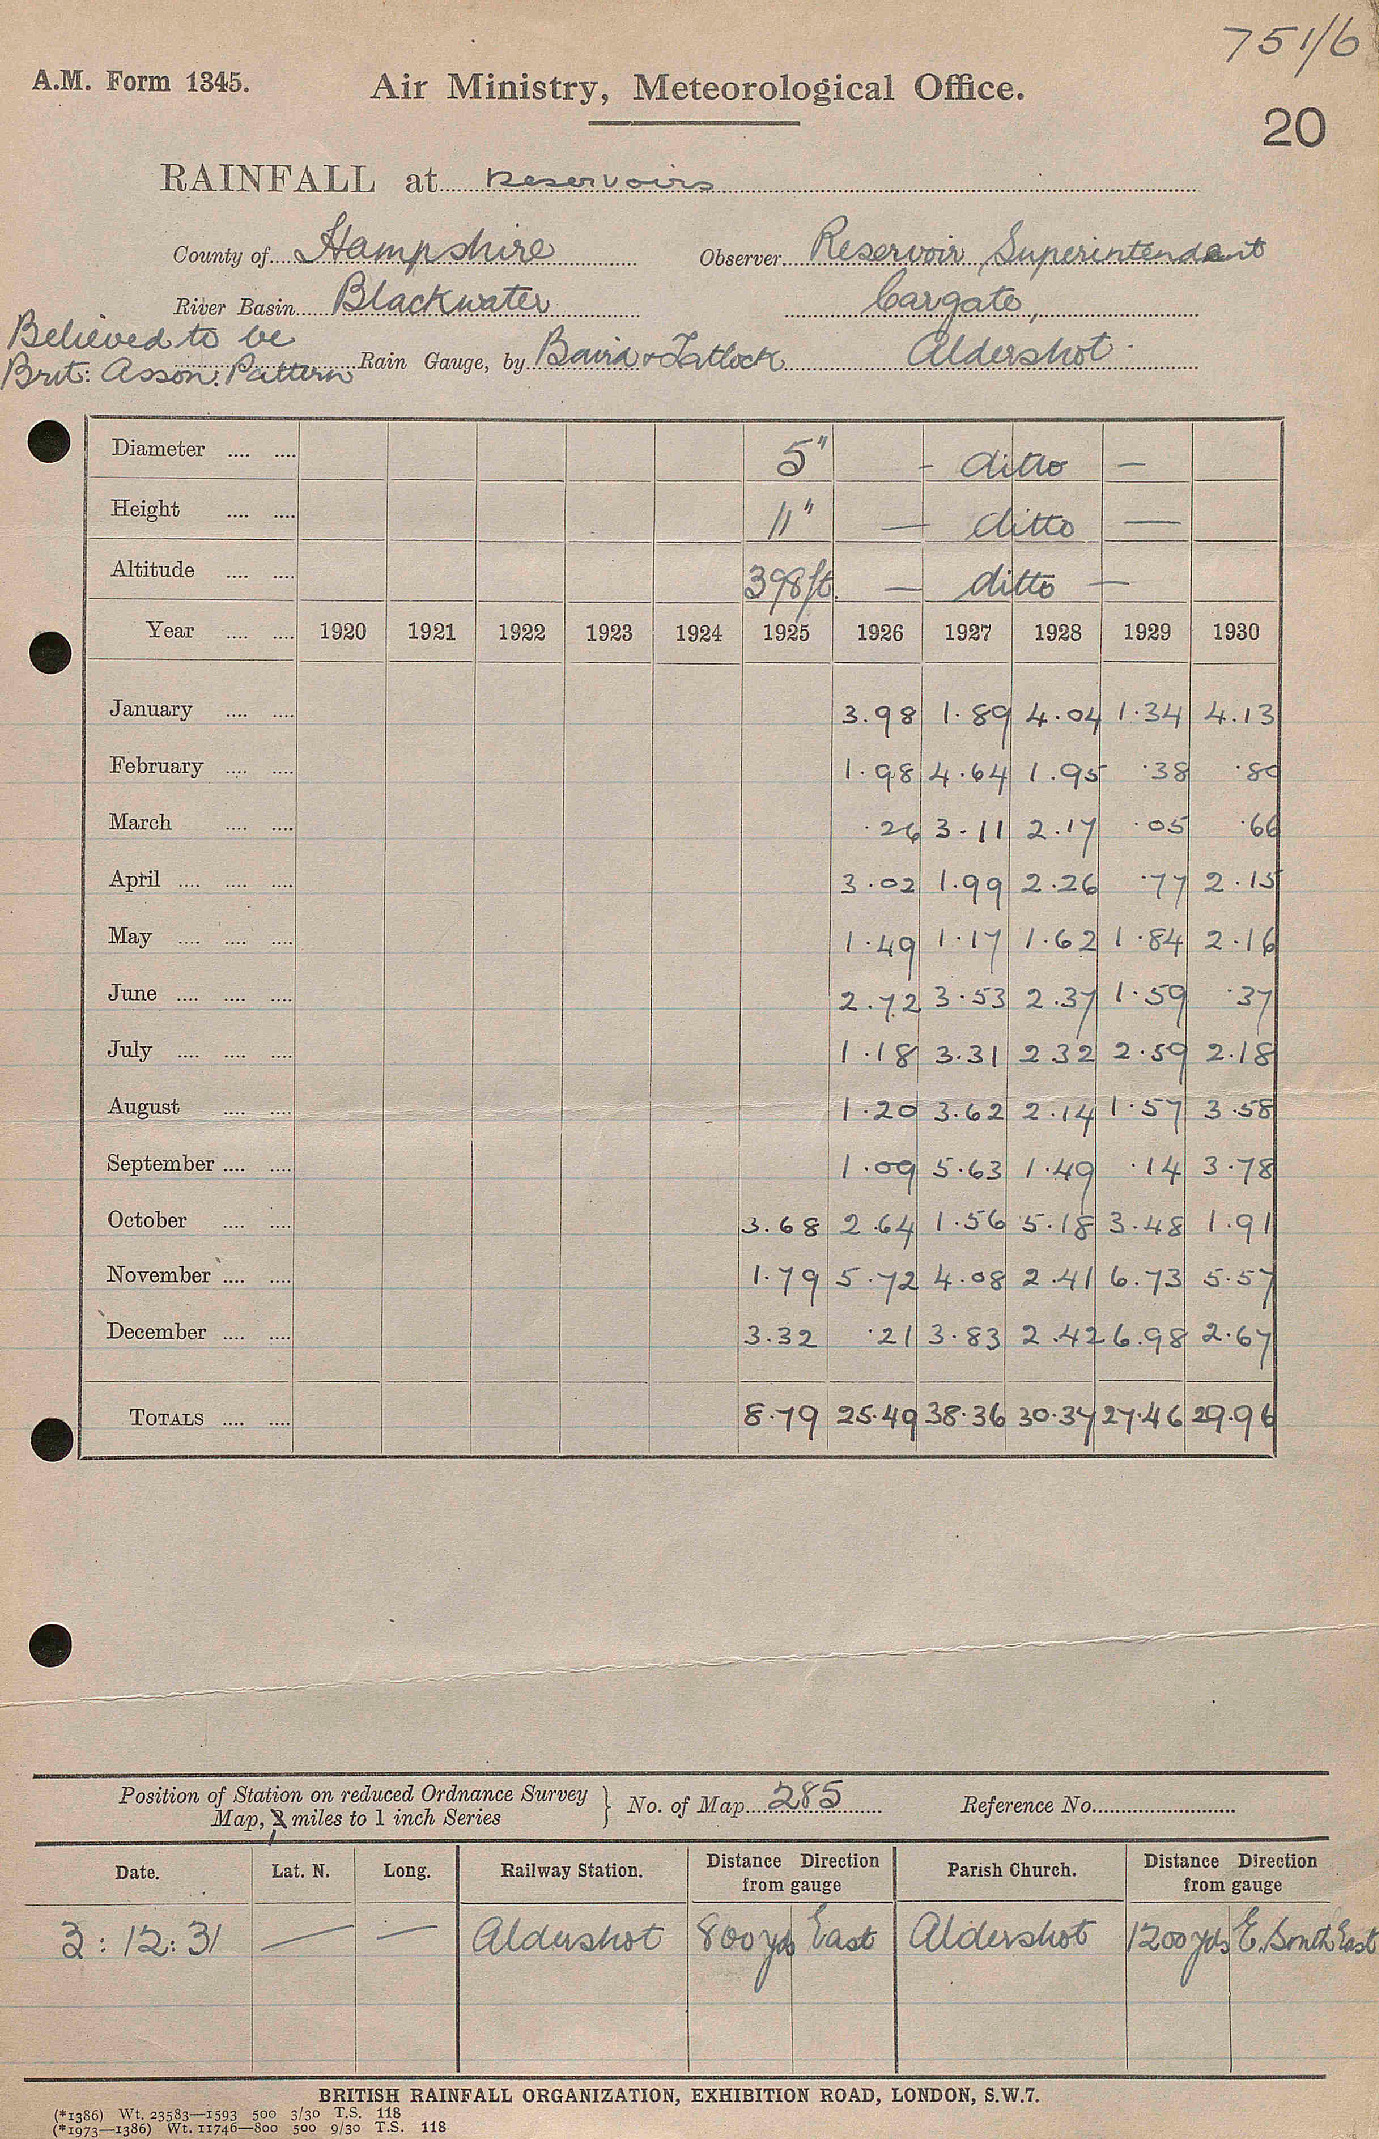 751/6
A.M. Form 1345. Air Ministry, Meteorological Office.
20
RAINFALL at Reservoirs
County of Hampshire Observer Reservoir Superintendent
River Basin Blackwater Cargate,
Believed to be
Brit: Asson: Pattern Rain Gauge, by Baird & Tatlock Aldershot.
Diameter .... .... 5" - ditto -
Height .... .... 11" - ditto -
Altitude .... .... 398ft. - ditto -
Year .... .... 1920 1921 1922 1923 1924 1925 1926 1927 1928 1929 1930
January .... .... 3.98 1.89 4.04 1.34 4.13
February .... .... 1.98 4.64 1.95 .38 .80
March .... .... .26 3.11 2.17 .05 .66
April .... .... .... 3.02 1.99 2.26 .77 2.15
May .... .... .... 1.49 1.17 1.62 1.84 2.16
June .... .... .... 2.72 3.53 2.37 1.59 .37
July .... .... .... 1.18 3.31 2.32 2.59 2.18
August .... .... 1.20 3.62 2.14 1.57 3.58
September .... .... 1.09 5.63 1.49 .14 3.78
October .... .... 3.68 2.64 1.56 5.18 3.48 1.91
November .... .... 1.79 5.72 4.08 2.41 6.73 5.57
December .... .... 3.32 .21 3.83 2.42 6.98 2.67
TOTALS .... .... 8.79 25.49 38.36 30.37 27.46 29.96
Position of Station on reduced Ordnance Survey
Map, 2 miles to 1 inch Series } No. of Map 285 Reference No.
Date. Lat. N. Long. Railway Station. Distance Direction from gauge Parish Church. Distance Direction from gauge
3:12:31 — — Aldershot 800 yds East Aldershot 1200 yds E. South East
BRITISH RAINFALL ORGANIZATION, EXHIBITION ROAD, LONDON, S.W.7.
(*1386) Wt. 23583—1593 500 3/30 T.S. 118
(*1973—1386) Wt. 11746—800 500 9/30 T.S. 118